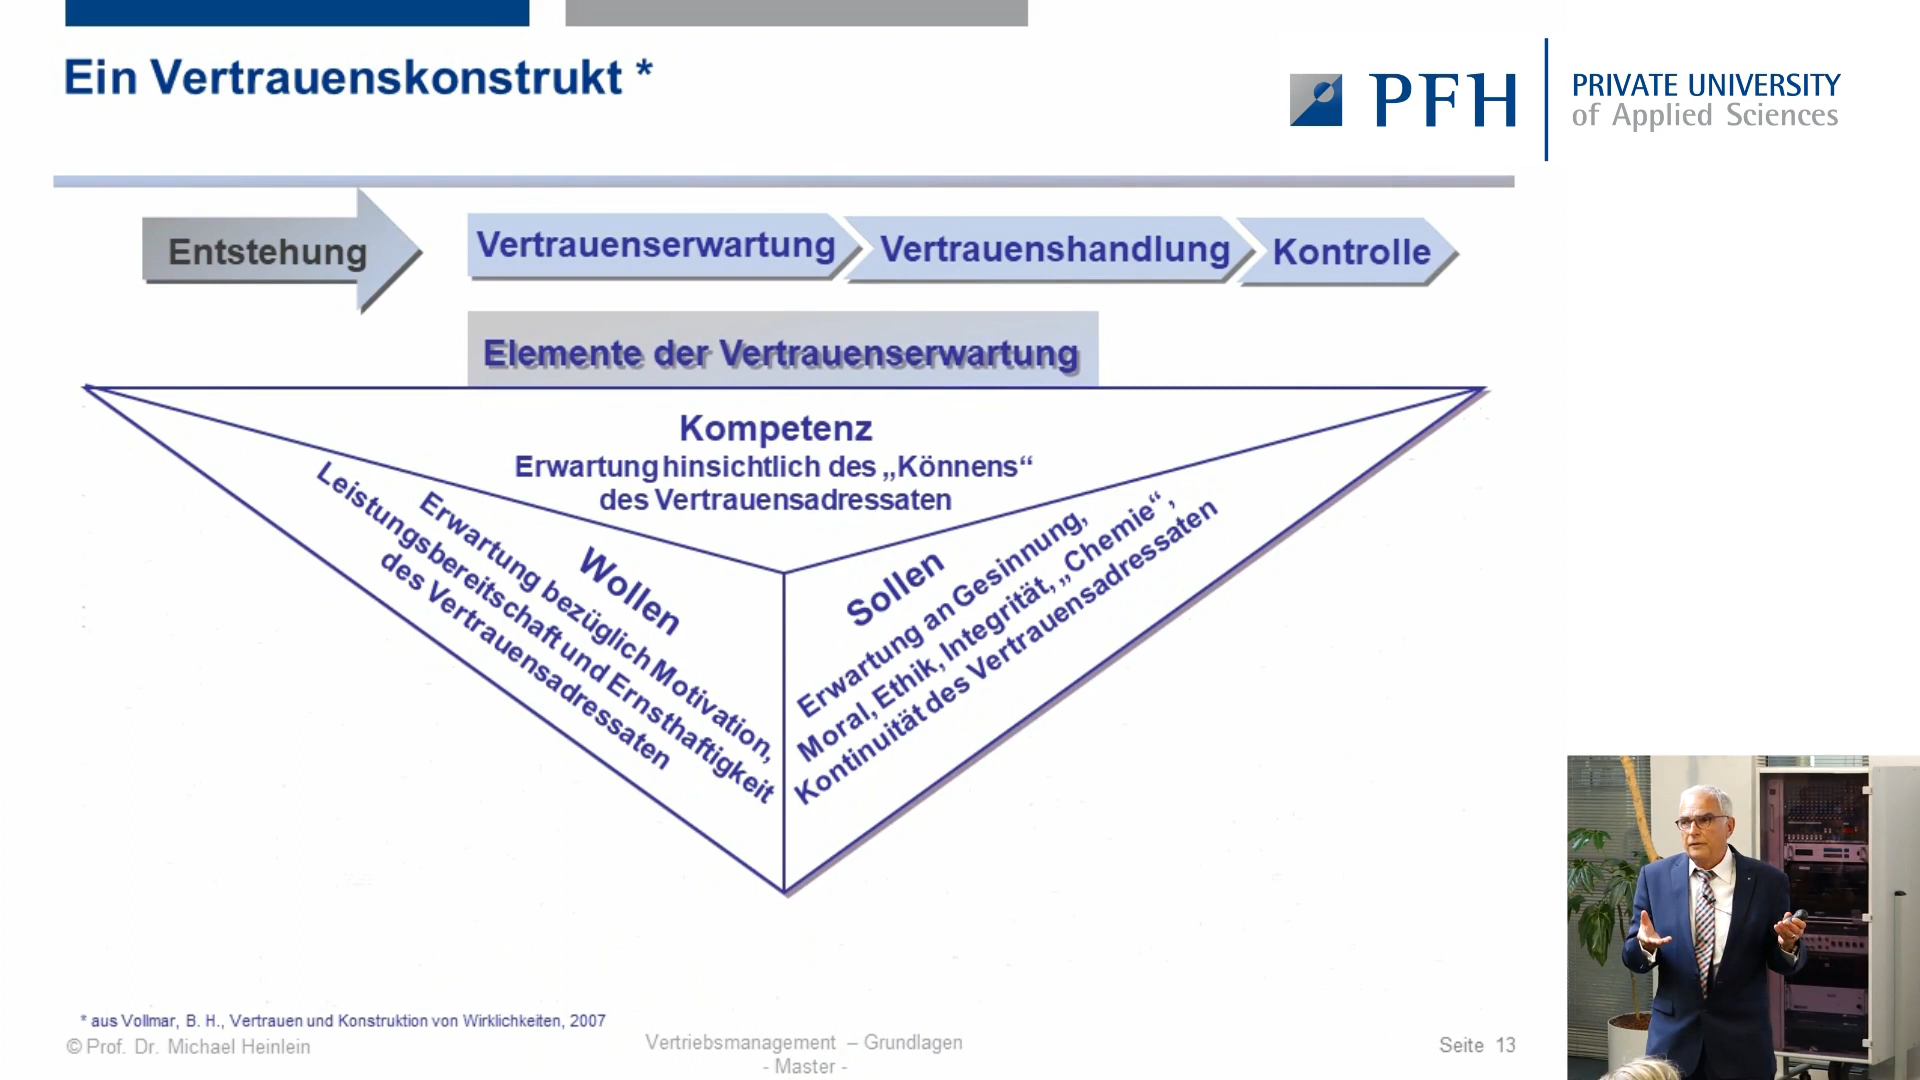 Ein Vertrauenskonstrukt *
PFH
PRIVATE UNIVERSITY
of Applied Sciences
Entstehung
Vertrauenserwartung
Vertrauenshandlung
Kontrolle
Elemente der Vertrauenserwartung
Kompetenz
Erwartung hinsichtlich des „Könnens“
des Vertrauensadressaten
Wollen
Erwartung bezüglich Motivation,
Leistungsbereitschaft und Ernsthaftigkeit
des Vertrauensadressaten
Sollen
Erwartung an Gesinnung,
Moral, Ethik, Integrität, „Chemie“,
Kontinuität des Vertrauensadressaten
* aus Vollmar, B. H., Vertrauen und Konstruktion von Wirklichkeiten, 2007
© Prof. Dr. Michael Heinlein
Vertriebsmanagement – Grundlagen
- Master -
Seite 13